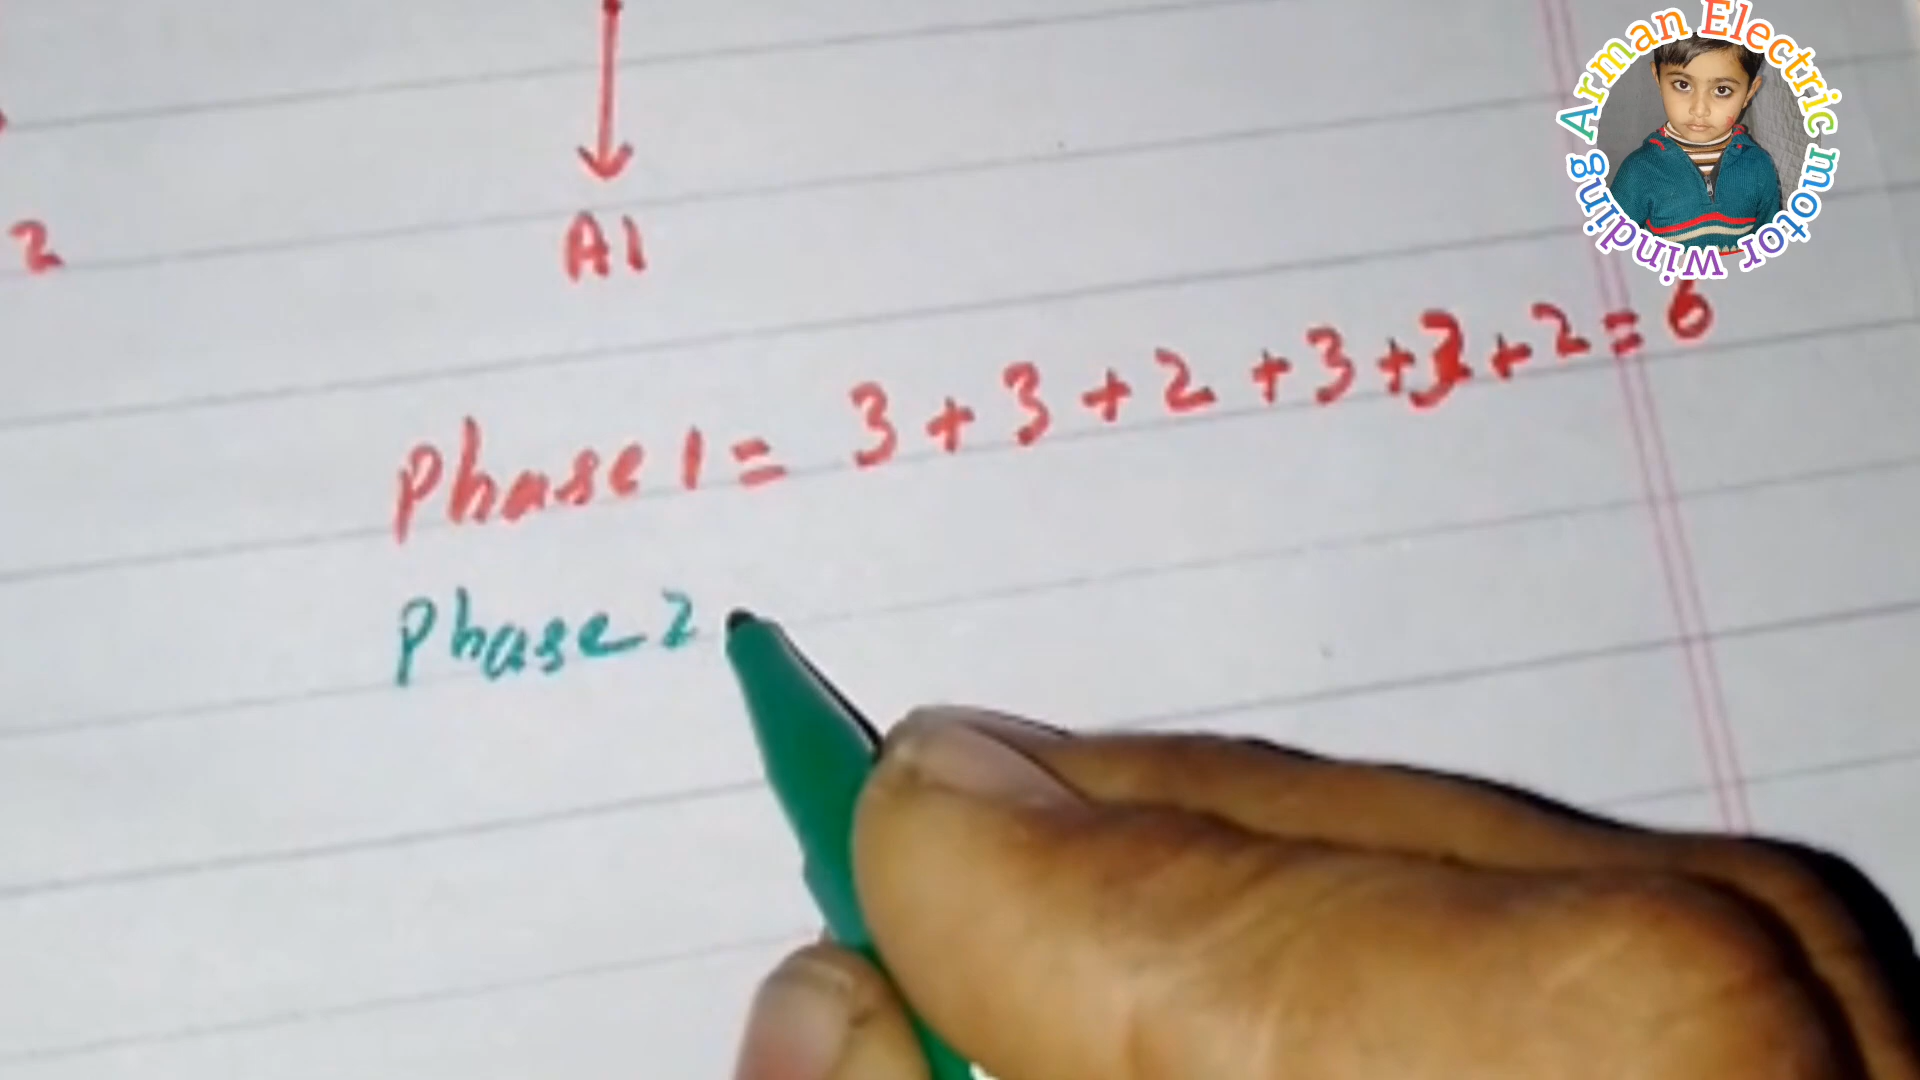 Arman Electric motor winding
2
A1
Phase 1 = 3 + 3 + 2 + 3 + 3 + 2 = 6
Phase 2